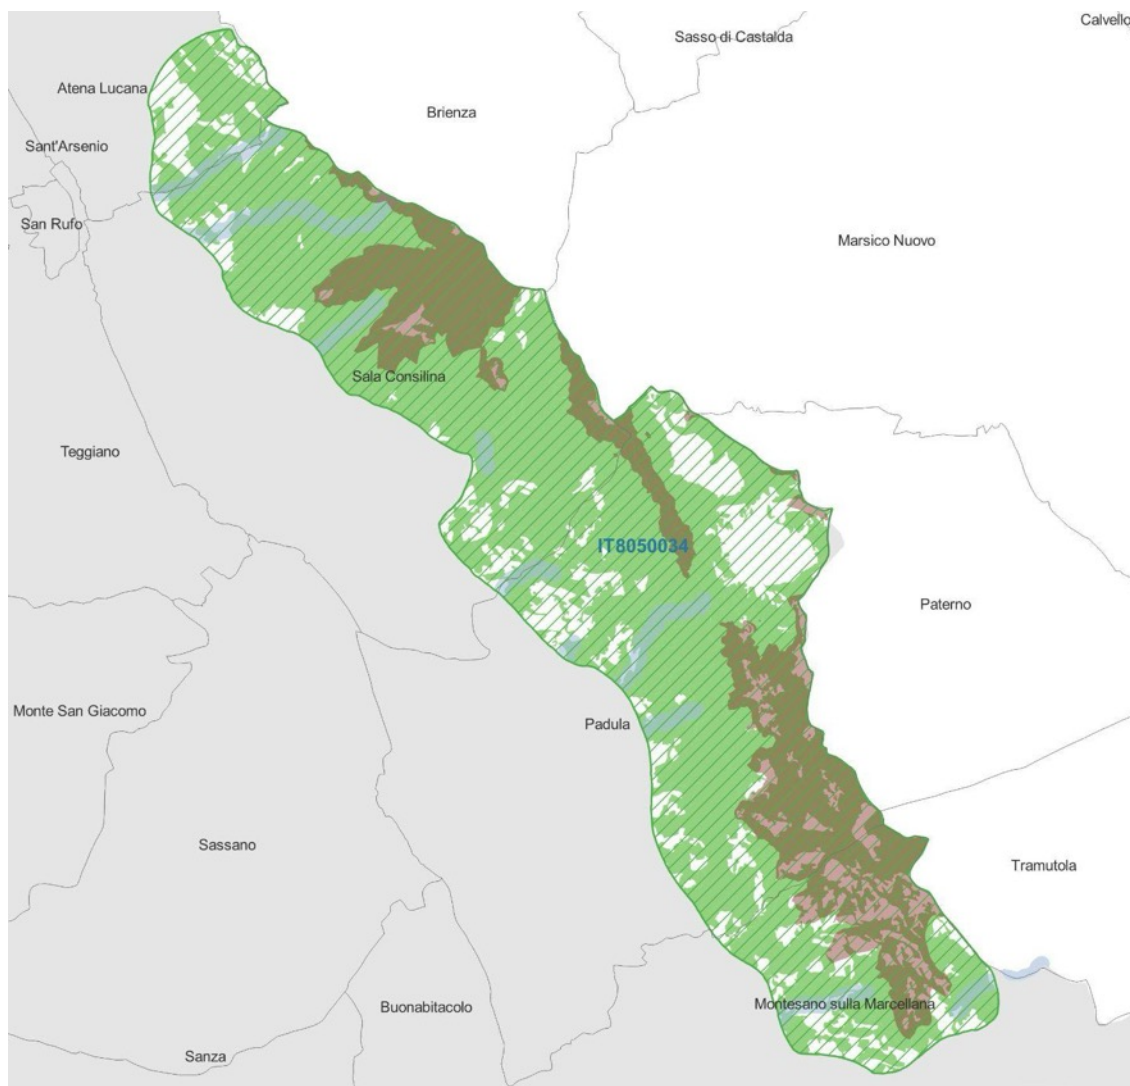 Calvello
Sasso di Castalda
Atena Lucana
Brienza
Sant'Arsenio
San Rufo
Marsico Nuovo
Sala Consilina
Teggiano
IT8050034
Paterno
Monte San Giacomo
Padula
Sassano
Tramutola
Montesano sulla Marcellana
Buonabitacolo
Sanza